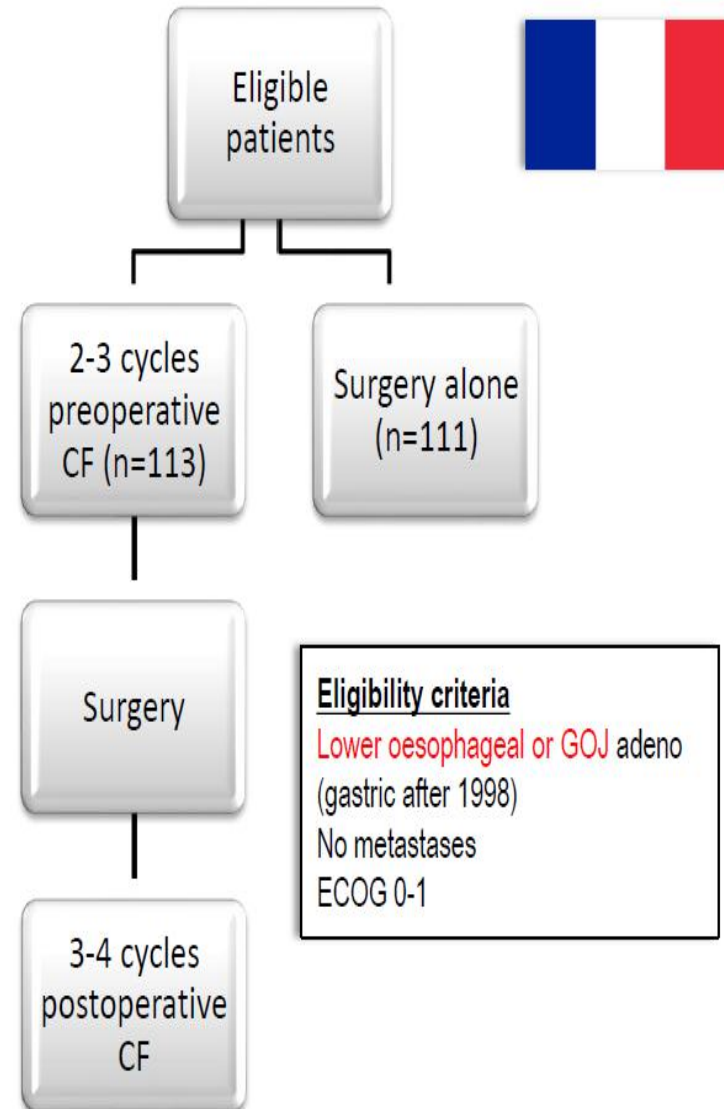 Eligible
patients
2-3 cycles
preoperative
CF (n=113)
Surgery alone
(n=111)
Surgery
Eligibility criteria
Lower oesophageal or GOJ adeno
(gastric after 1998)
No metastases
ECOG 0-1
3-4 cycles
postoperative
CF